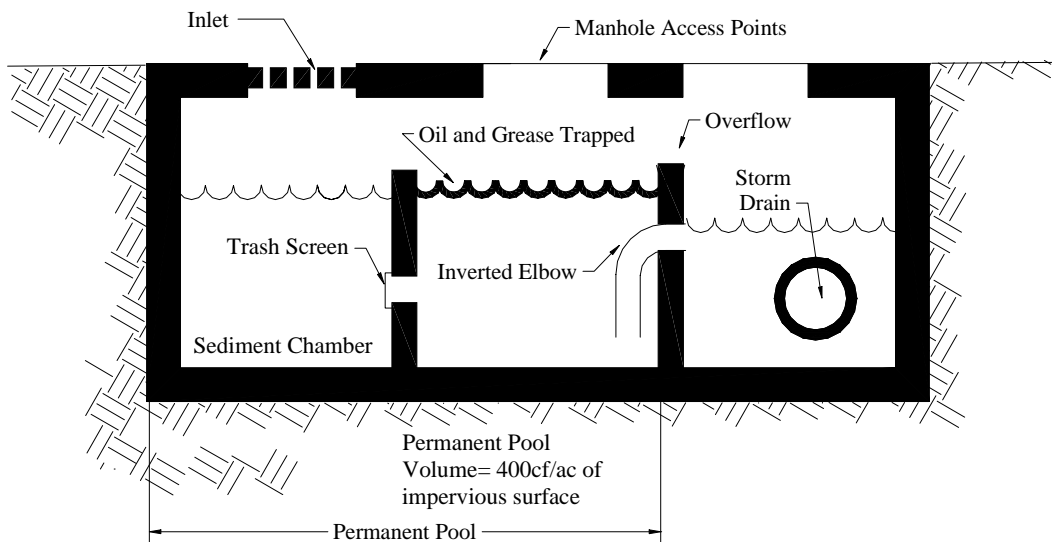 Inlet
Manhole Access Points
Oil and Grease Trapped
Overflow
Storm
Drain
Trash Screen
Inverted Elbow
Sediment Chamber
Permanent Pool
Volume= 400cf/ac of
impervious surface
Permanent Pool